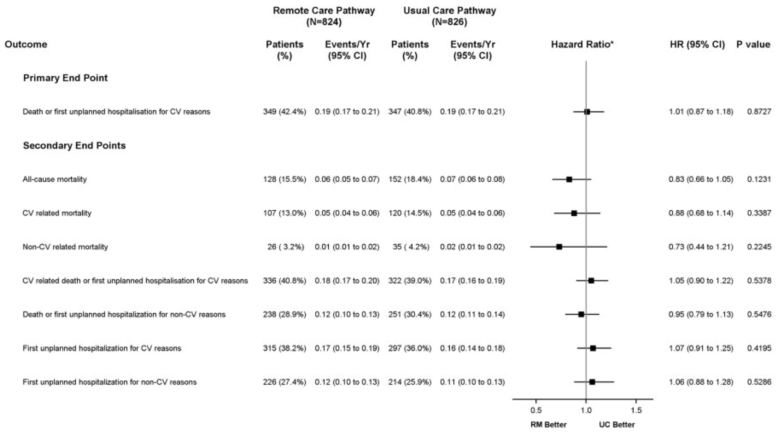 Remote Care Pathway (N=824) Usual Care Pathway (N=826)
Outcome Patients (%) Events/Yr (95% CI) Patients (%) Events/Yr (95% CI) Hazard Ratio* HR (95% CI) P value
Primary End Point
Death or first unplanned hospitalisation for CV reasons 349 (42.4%) 0.19 (0.17 to 0.21) 347 (40.8%) 0.19 (0.17 to 0.21) 1.01 (0.87 to 1.18) 0.8727
Secondary End Points
All-cause mortality 128 (15.5%) 0.06 (0.05 to 0.07) 152 (18.4%) 0.07 (0.06 to 0.08) 0.83 (0.66 to 1.05) 0.1231
CV related mortality 107 (13.0%) 0.05 (0.04 to 0.06) 120 (14.5%) 0.05 (0.04 to 0.06) 0.88 (0.68 to 1.14) 0.3387
Non-CV related mortality 26 ( 3.2%) 0.01 (0.01 to 0.02) 35 ( 4.2%) 0.02 (0.01 to 0.02) 0.73 (0.44 to 1.21) 0.2245
CV related death or first unplanned hospitalisation for CV reasons 336 (40.8%) 0.18 (0.17 to 0.20) 322 (39.0%) 0.17 (0.16 to 0.19) 1.05 (0.90 to 1.22) 0.5378
Death or first unplanned hospitalization for non-CV reasons 238 (28.9%) 0.12 (0.10 to 0.13) 251 (30.4%) 0.12 (0.11 to 0.14) 0.95 (0.79 to 1.13) 0.5476
First unplanned hospitalization for CV reasons 315 (38.2%) 0.17 (0.15 to 0.19) 297 (36.0%) 0.16 (0.14 to 0.18) 1.07 (0.91 to 1.25) 0.4195
First unplanned hospitalization for non-CV reasons 226 (27.4%) 0.12 (0.10 to 0.13) 214 (25.9%) 0.11 (0.10 to 0.13) 1.06 (0.88 to 1.28) 0.5286
0.5 1.0 1.5
RM Better UC Better